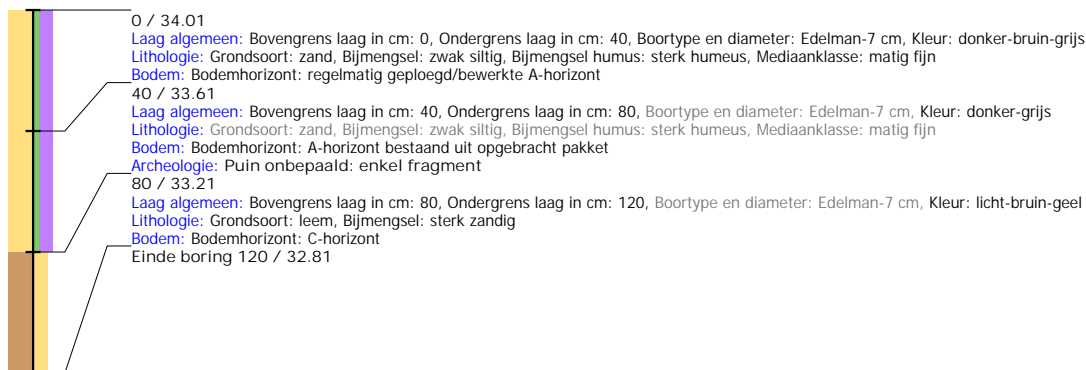 0 / 34.01
Laag algemeen: Bovengrens laag in cm: 0, Ondergrens laag in cm: 40, Boortype en diameter: Edelman-7 cm, Kleur: donker-bruin-grijs
Lithologie: Grondsoort: zand, Bijmengsel: zwak siltig, Bijmengsel humus: sterk humeus, Mediaanklasse: matig fijn
Bodem: Bodemhorizont: regelmatig geploegd/bewerkte A-horizont
40 / 33.61
Laag algemeen: Bovengrens laag in cm: 40, Ondergrens laag in cm: 80, Boortype en diameter: Edelman-7 cm, Kleur: donker-grijs
Lithologie: Grondsoort: zand, Bijmengsel: zwak siltig, Bijmengsel humus: sterk humeus, Mediaanklasse: matig fijn
Bodem: Bodemhorizont: A-horizont bestaand uit opgebracht pakket
Archeologie: Puin onbepaald: enkel fragment
80 / 33.21
Laag algemeen: Bovengrens laag in cm: 80, Ondergrens laag in cm: 120, Boortype en diameter: Edelman-7 cm, Kleur: licht-bruin-geel
Lithologie: Grondsoort: leem, Bijmengsel: sterk zandig
Bodem: Bodemhorizont: C-horizont
Einde boring 120 / 32.81